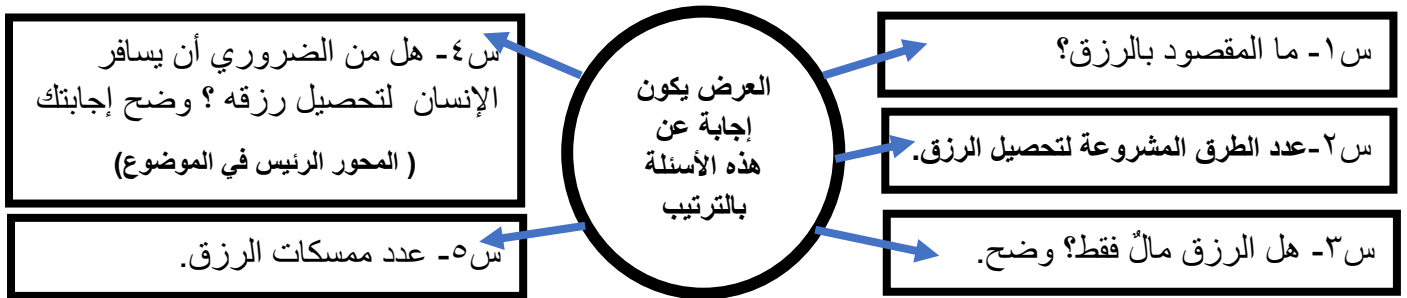 العرض يكون
إجابة عن
هذه الأسئلة
بالترتيب
س١- ما المقصود بالرزق؟
س٢-عدد الطرق المشروعة لتحصيل الرزق.
س٣- هل الرزق مالٌ فقط؟ وضح.
س٤- هل من الضروري أن يسافر
الإنسان لتحصيل رزقه ؟ وضح إجابتك
( المحور الرئيس في الموضوع)
س٥- عدد ممسكات الرزق.